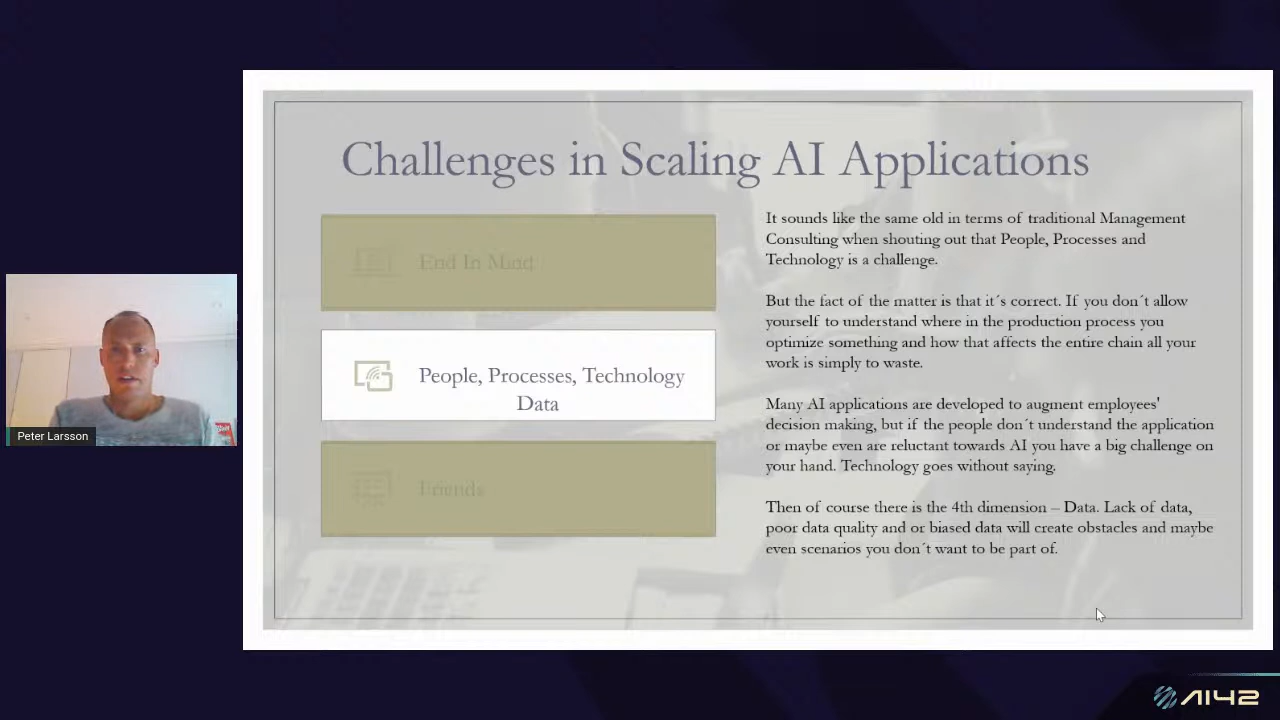 Challenges in Scaling AI Applications
End In Mind
People, Processes, Technology
Data
Friends
It sounds like the same old in terms of traditional Management
Consulting when shouting out that People, Processes and
Technology is a challenge.
But the fact of the matter is that it´s correct. If you don´t allow
yourself to understand where in the production process you
optimize something and how that affects the entire chain all your
work is simply to waste.
Many AI applications are developed to augment employees'
decision making, but if the people don´t understand the application
or maybe even are reluctant towards AI you have a big challenge on
your hand. Technology goes without saying.
Then of course there is the 4th dimension – Data. Lack of data,
poor data quality and or biased data will create obstacles and maybe
even scenarios you don´t want to be part of.
Peter Larsson
AI42